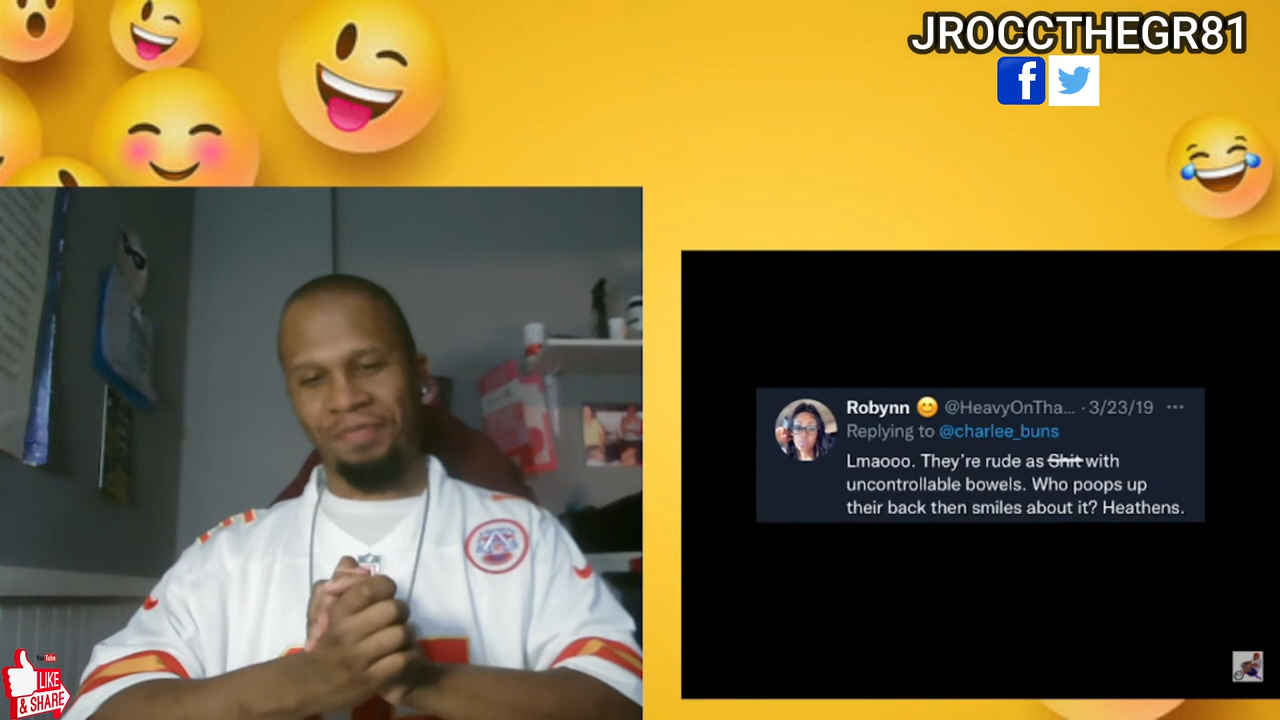 JROCCTHEGR81
Robynn 😊 @HeavyOnTha... · 3/23/19 ···
Replying to @charlee_buns
Lmaooo. They're rude as Shit with
uncontrollable bowels. Who poops up
their back then smiles about it? Heathens.
YouTube
LIKE
& SHARE